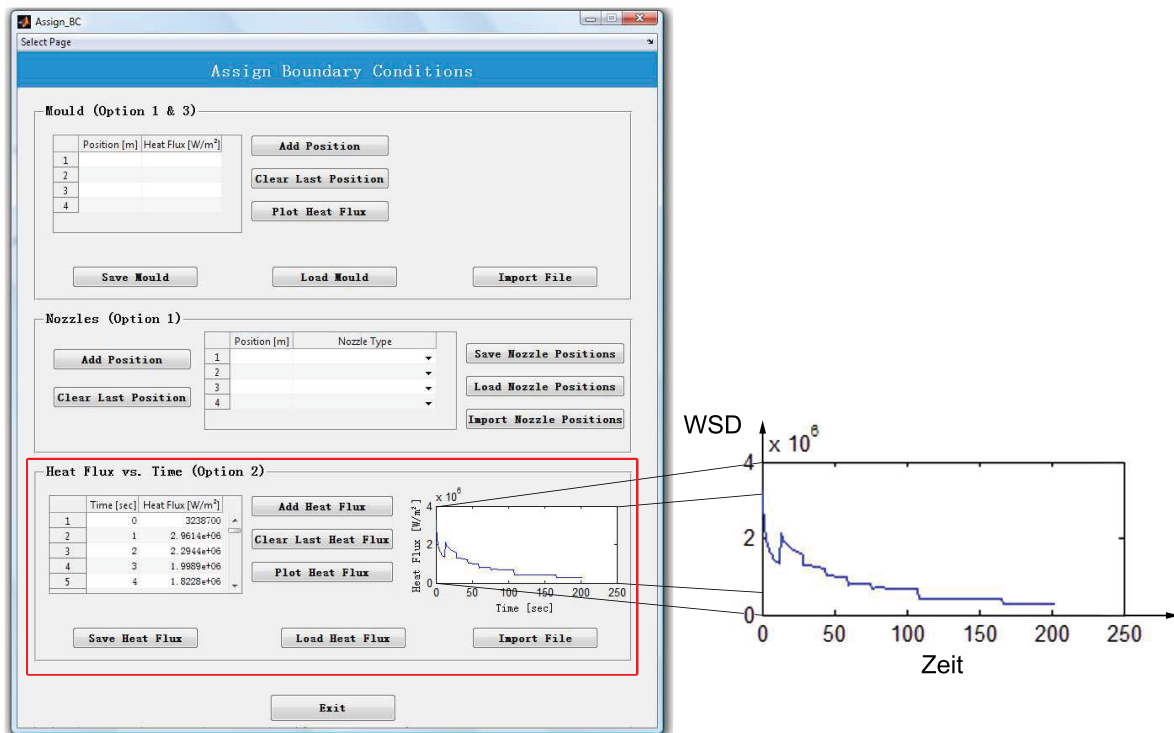 Assign_BC
Select Page
Assign Boundary Conditions
Mould (Option 1 & 3)
Position [m] Heat Flux [W/m²]
1
2
3
4
Add Position
Clear Last Position
Plot Heat Flux
Save Mould Load Mould Import File
Nozzles (Option 1)
Position [m] Nozzle Type
1
2
3
4
Add Position
Clear Last Position
Save Nozzle Positions
Load Nozzle Positions
Import Nozzle Positions
Heat Flux vs. Time (Option 2)
Time [sec] Heat Flux [W/m²]
1 0 3238700
2 1 2.9614e+06
3 2 2.2944e+06
4 3 1.9989e+06
5 4 1.8228e+06
Add Heat Flux
Clear Last Heat Flux
Plot Heat Flux
x 10⁶
Heat Flux [W/m²]
4
2
0
0 50 100 150 200 250
Time [sec]
Save Heat Flux Load Heat Flux Import File
Exit
WSD
x 10⁶
4
2
0
0 50 100 150 200 250
Zeit